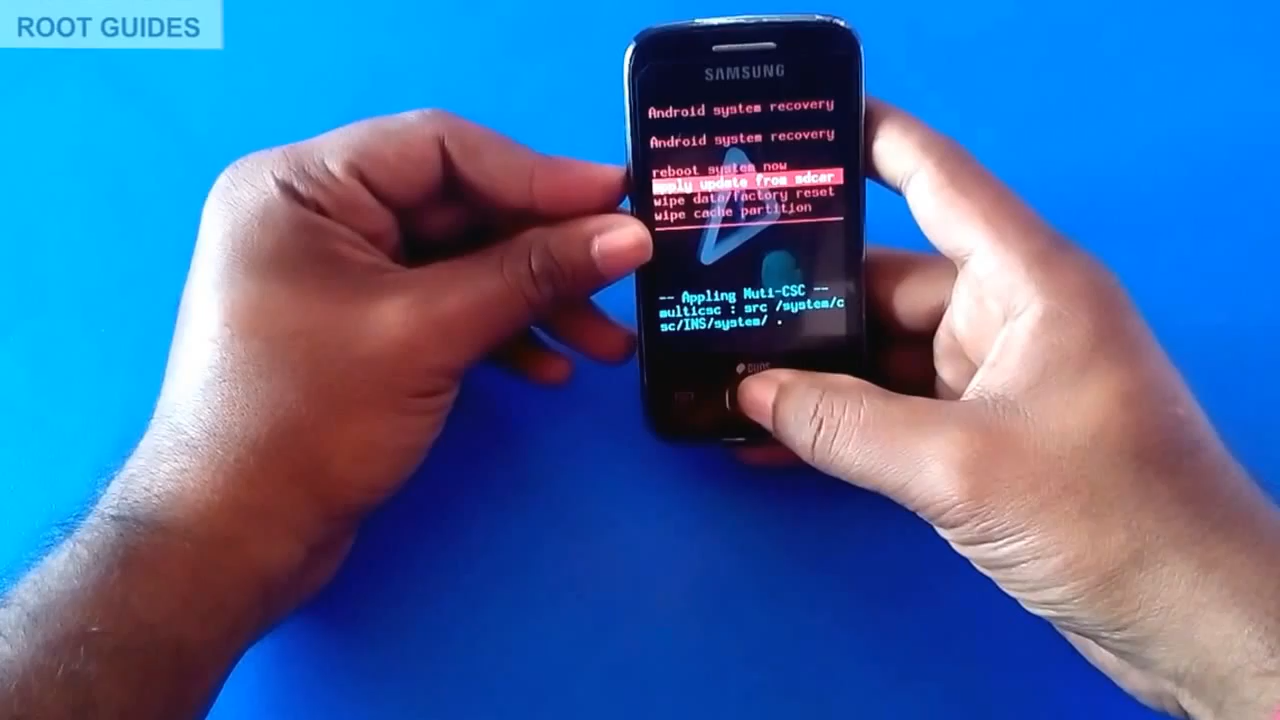 ROOT GUIDES
SAMSUNG
Android system recovery
Android system recovery
reboot system now
apply update from sdcar
wipe data/factory reset
wipe cache partition
-- Appling Muti-CSC --
multicsc : src /system/c
sc/INS/system/ .
DUOS